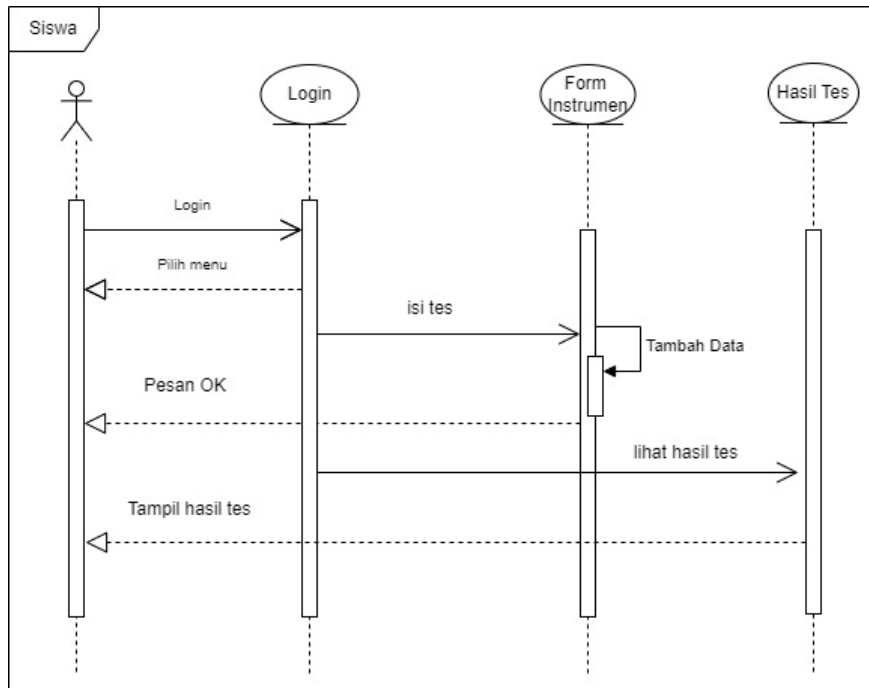 Siswa
Login
Form
Instrumen
Hasil Tes
Login
Pilih menu
isi tes
Tambah Data
Pesan OK
lihat hasil tes
Tampil hasil tes